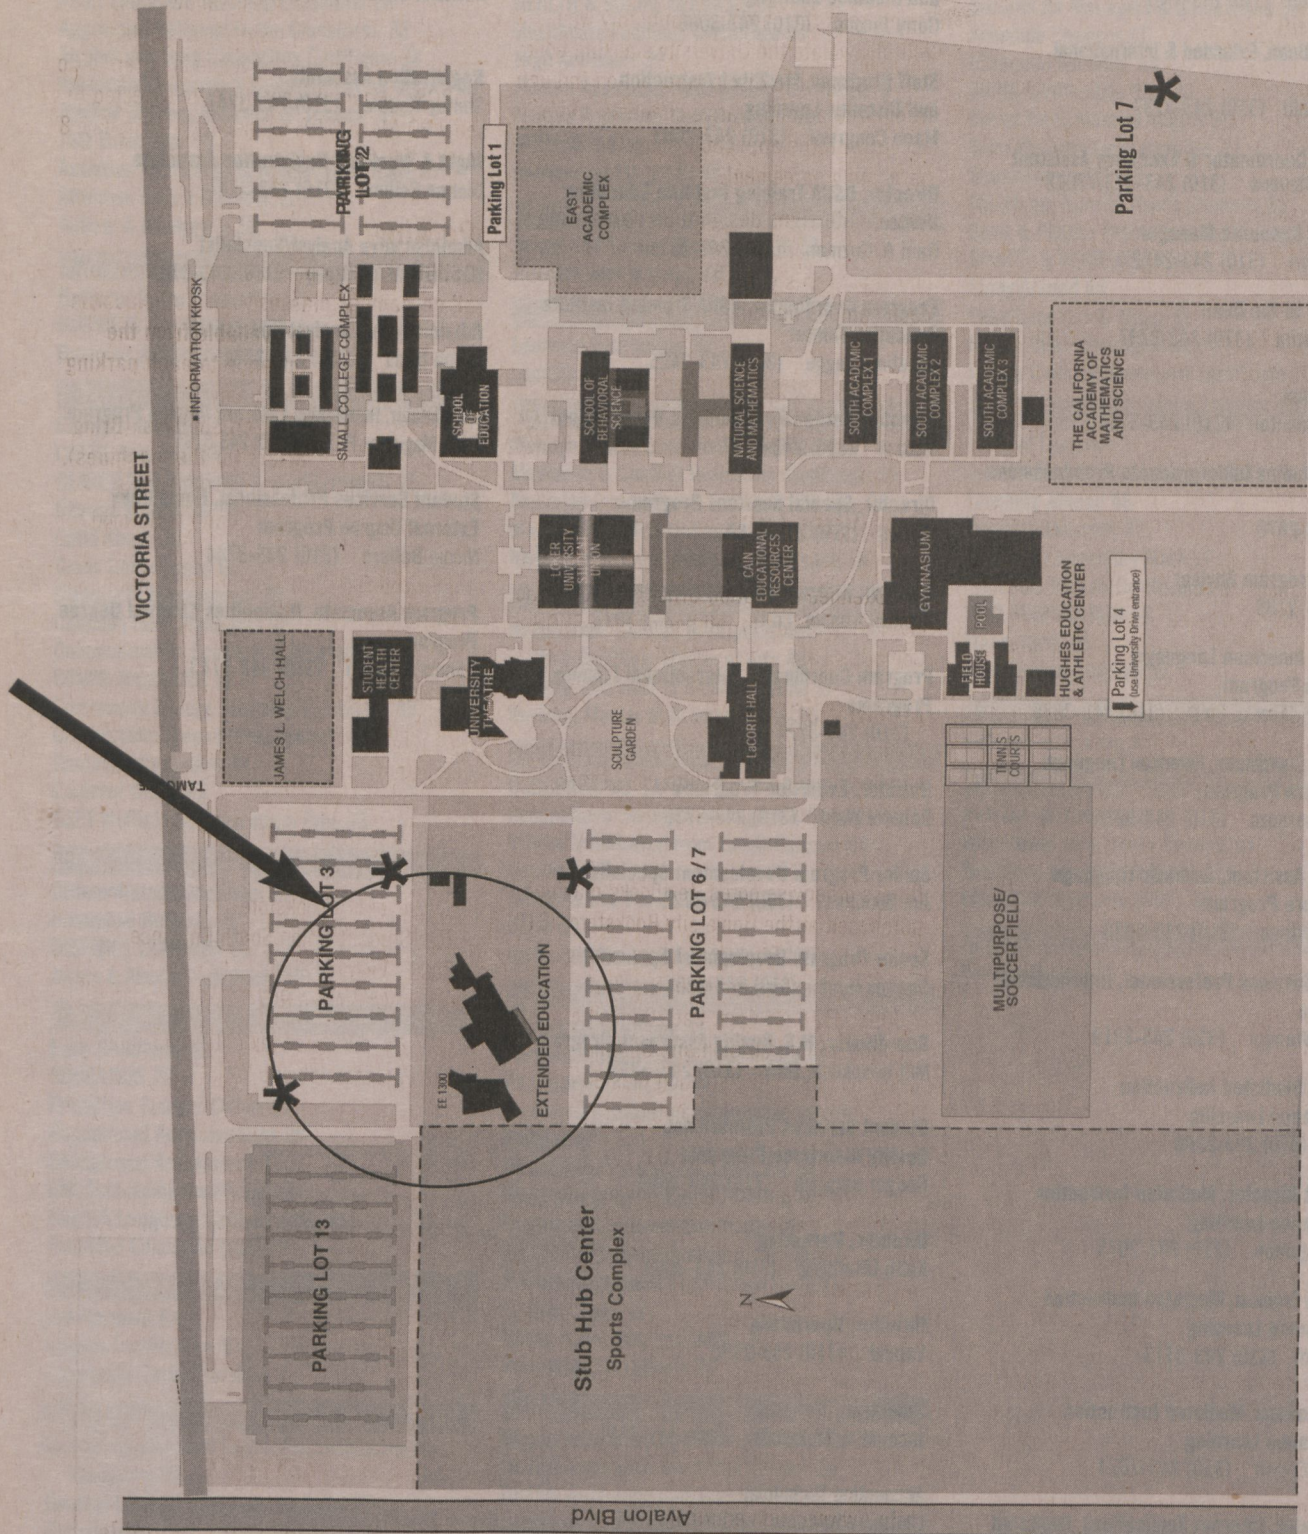 VICTORIA STREET
* INFORMATION KIOSK
PARKING
LOT 2
Parking Lot 1
EAST
ACADEMIC
COMPLEX
Parking Lot 7
SMALL COLLEGE COMPLEX
SCHOOL
OF
EDUCATION
SCHOOL OF
BEHAVIORAL
SCIENCE
NATURAL SCIENCE
AND MATHEMATICS
SOUTH ACADEMIC
COMPLEX 1
SOUTH ACADEMIC
COMPLEX 2
SOUTH ACADEMIC
COMPLEX 3
THE CALIFORNIA
ACADEMY OF
MATHEMATICS
AND SCIENCE
LOKER
UNIVERSITY
STUDENT
UNION
CAIN
EDUCATIONAL
RESOURCES
CENTER
GYMNASIUM
POOL
FIELD
HOUSE
HUGHES EDUCATION
& ATHLETIC CENTER
Parking Lot 4
(use University Drive entrance)
JAMES L. WELCH HALL
STUDENT
HEALTH
CENTER
UNIVERSITY
THEATRE
SCULPTURE
GARDEN
LaCORTE HALL
TENNIS
COURTS
PARKING LOT 3
EE 1300
EXTENDED EDUCATION
PARKING LOT 6 / 7
MULTIPURPOSE/
SOCCER FIELD
PARKING LOT 13
Stub Hub Center
Sports Complex
N
Avalon Blvd